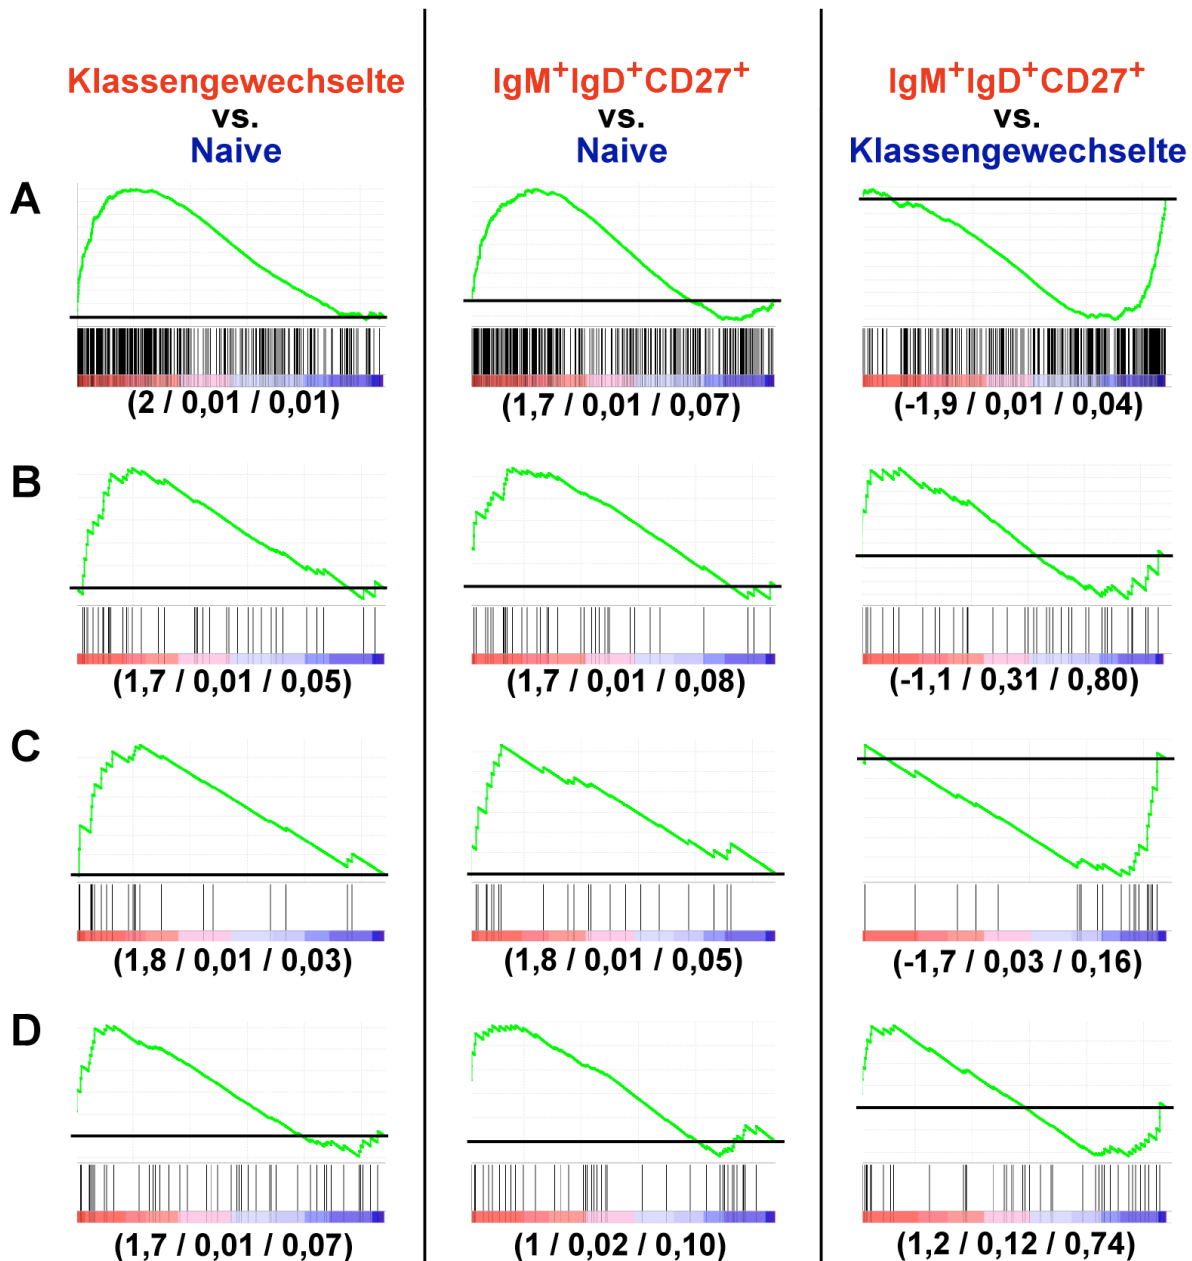 Klassengewechselte
vs.
Naive
IgM+IgD+CD27+
vs.
Naive
IgM+IgD+CD27+
vs.
Klassengewechselte
A
(2 / 0,01 / 0,01)
(1,7 / 0,01 / 0,07)
(-1,9 / 0,01 / 0,04)
B
(1,7 / 0,01 / 0,05)
(1,7 / 0,01 / 0,08)
(-1,1 / 0,31 / 0,80)
C
(1,8 / 0,01 / 0,03)
(1,8 / 0,01 / 0,05)
(-1,7 / 0,03 / 0,16)
D
(1,7 / 0,01 / 0,07)
(1 / 0,02 / 0,10)
(1,2 / 0,12 / 0,74)